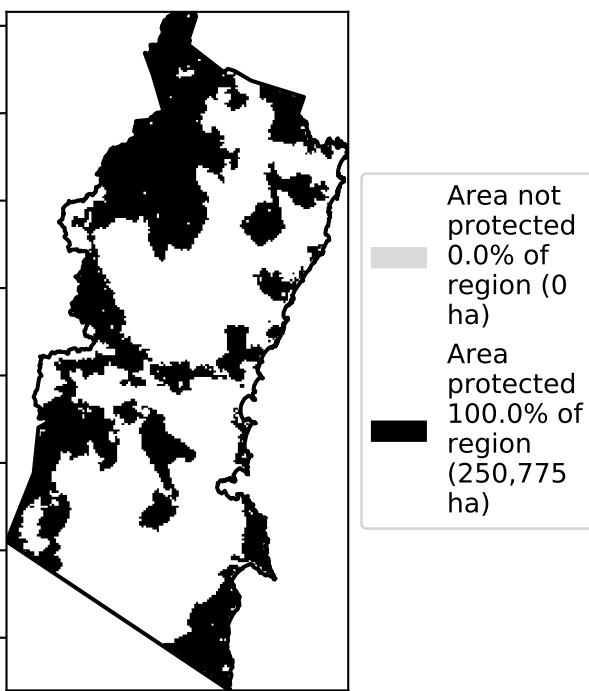 Area not
protected
0.0% of
region (0
ha)
Area
protected
100.0% of
region
(250,775
ha)